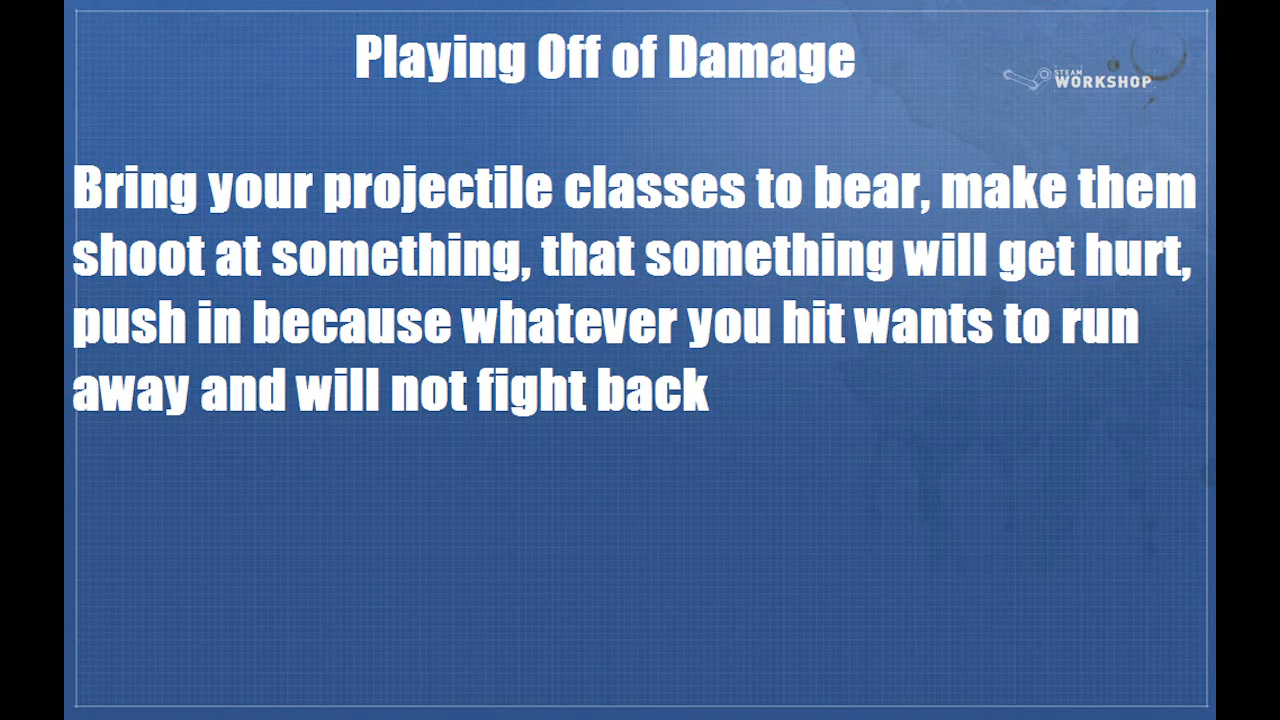 Playing Off of Damage
STEAM
WORKSHOP
Bring your projectile classes to bear, make them
shoot at something, that something will get hurt,
push in because whatever you hit wants to run
away and will not fight back